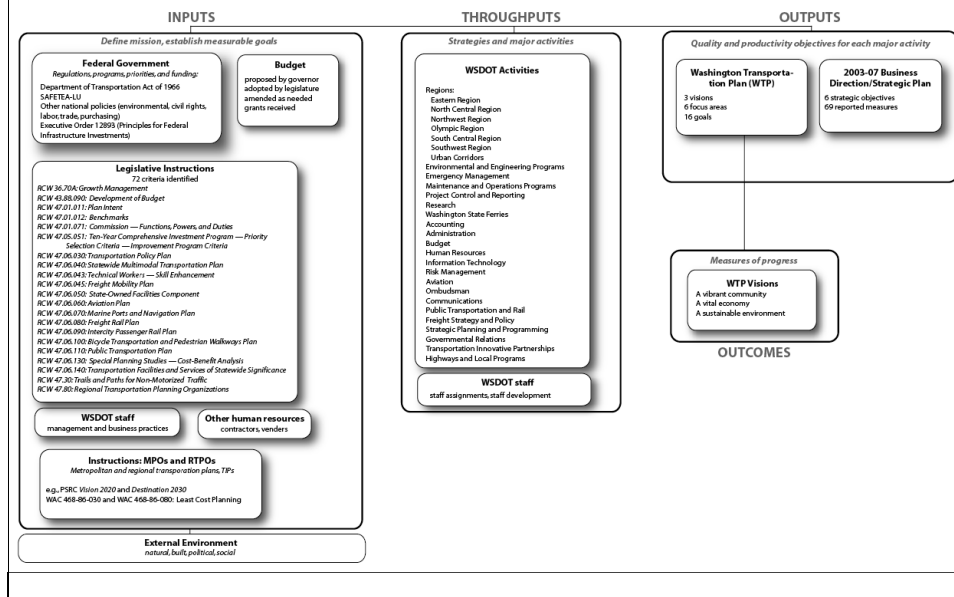 INPUTS
THROUGHPUTS
OUTPUTS
Define mission, establish measurable goals
Federal Government
Regulations, programs, priorities, and funding:
Department of Transportation Act of 1966
SAFETEA-LU
Other national policies (environmental, civil rights,
labor, trade, purchasing)
Executive Order 12893 (Principles for Federal
Infrastructure Investments)
Budget
proposed by governor
adopted by legislature
amended as needed
grants received
Legislative Instructions
72 criteria identified
RCW 36.70A: Growth Management
RCW 43.88.090: Development of Budget
RCW 47.01.011: Plan Intent
RCW 47.01.012: Benchmarks
RCW 47.01.071: Commission — Functions, Powers, and Duties
RCW 47.05.051: Ten-Year Comprehensive Investment Program — Priority
Selection Criteria — Improvement Program Criteria
RCW 47.06.030: Transportation Policy Plan
RCW 47.06.040: Statewide Multimodal Transportation Plan
RCW 47.06.043: Technical Workers — Skill Enhancement
RCW 47.06.045: Freight Mobility Plan
RCW 47.06.050: State-Owned Facilities Component
RCW 47.06.060: Aviation Plan
RCW 47.06.070: Marine Ports and Navigation Plan
RCW 47.06.080: Freight Rail Plan
RCW 47.06.090: Intercity Passenger Rail Plan
RCW 47.06.100: Bicycle Transportation and Pedestrian Walkways Plan
RCW 47.06.110: Public Transportation Plan
RCW 47.06.130: Special Planning Studies — Cost-Benefit Analysis
RCW 47.06.140: Transportation Facilities and Services of Statewide Significance
RCW 47.30: Trails and Paths for Non-Motorized Traffic
RCW 47.80: Regional Transportation Planning Organizations
WSDOT staff
management and business practices
Other human resources
contractors, venders
Instructions: MPOs and RTPOs
Metropolitan and regional transportation plans, TIPs
e.g., PSRC Vision 2020 and Destination 2030
WAC 468-86-030 and WAC 468-86-080: Least Cost Planning
External Environment
natural, built, political, social
Strategies and major activities
WSDOT Activities
Regions:
Eastern Region
North Central Region
Northwest Region
Olympic Region
South Central Region
Southwest Region
Urban Corridors
Environmental and Engineering Programs
Emergency Management
Maintenance and Operations Programs
Project Control and Reporting
Research
Washington State Ferries
Accounting
Administration
Budget
Human Resources
Information Technology
Risk Management
Aviation
Ombudsman
Communications
Public Transportation and Rail
Freight Strategy and Policy
Strategic Planning and Programming
Governmental Relations
Transportation Innovative Partnerships
Highways and Local Programs
WSDOT staff
staff assignments, staff development
Quality and productivity objectives for each major activity
Washington Transporta-
tion Plan (WTP)
3 visions
6 focus areas
16 goals
2003-07 Business
Direction/Strategic Plan
6 strategic objectives
69 reported measures
Measures of progress
WTP Visions
A vibrant community
A vital economy
A sustainable environment
OUTCOMES